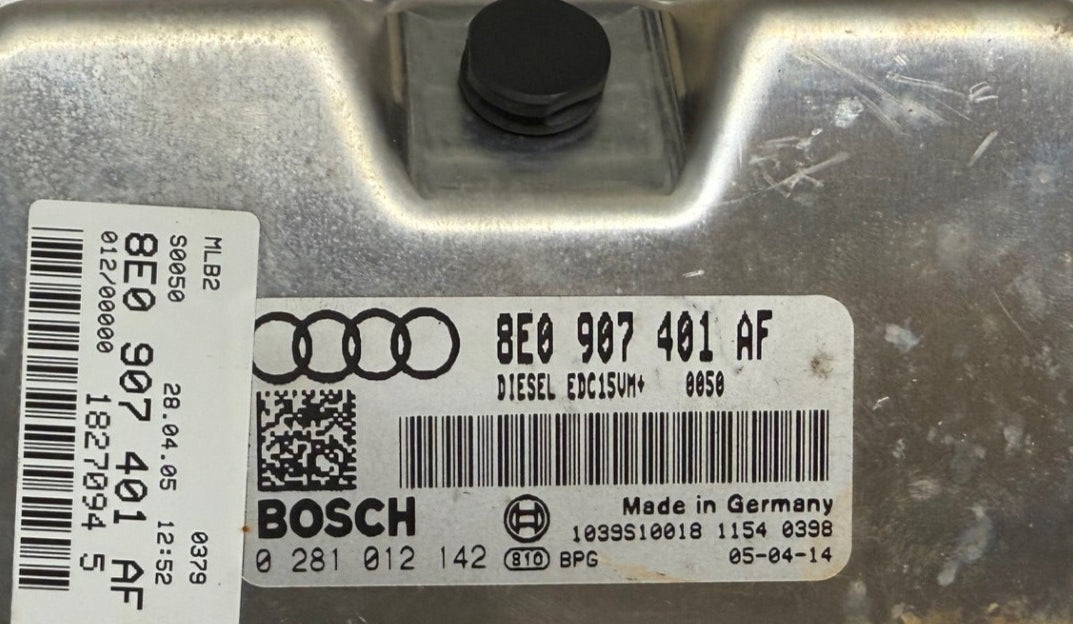 MLB2
0379
S0050
28.04.05 12:52
8E0 907 401 AF
012/00000
1827094 5
8E0 907 401 AF
DIESEL EDC15VM+ 0050
BOSCH
Made in Germany
1039S10018 1154 0398
0 281 012 142
810
BPG
05-04-14